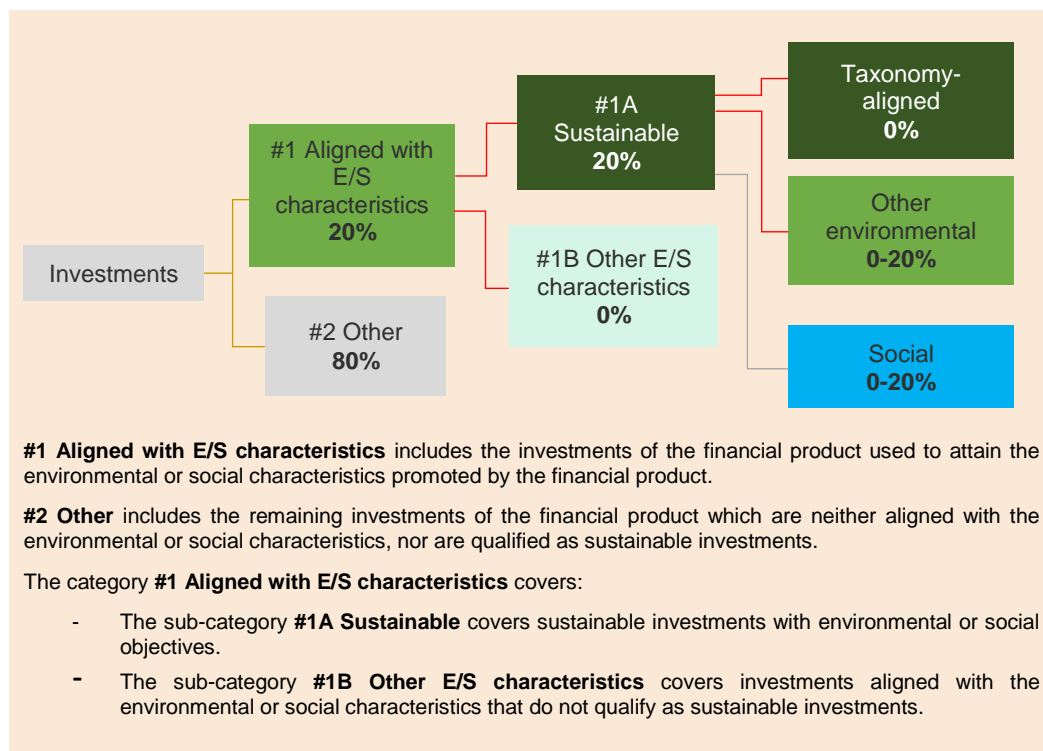 Investments
#1 Aligned with
E/S
characteristics
20%
#2 Other
80%
#1A
Sustainable
20%
#1B Other E/S
characteristics
0%
Taxonomy-
aligned
0%
Other
environmental
0-20%
Social
0-20%
#1 Aligned with E/S characteristics includes the investments of the financial product used to attain the
environmental or social characteristics promoted by the financial product.
#2 Other includes the remaining investments of the financial product which are neither aligned with the
environmental or social characteristics, nor are qualified as sustainable investments.
The category #1 Aligned with E/S characteristics covers:
- The sub-category #1A Sustainable covers sustainable investments with environmental or social
objectives.
- The sub-category #1B Other E/S characteristics covers investments aligned with the
environmental or social characteristics that do not qualify as sustainable investments.